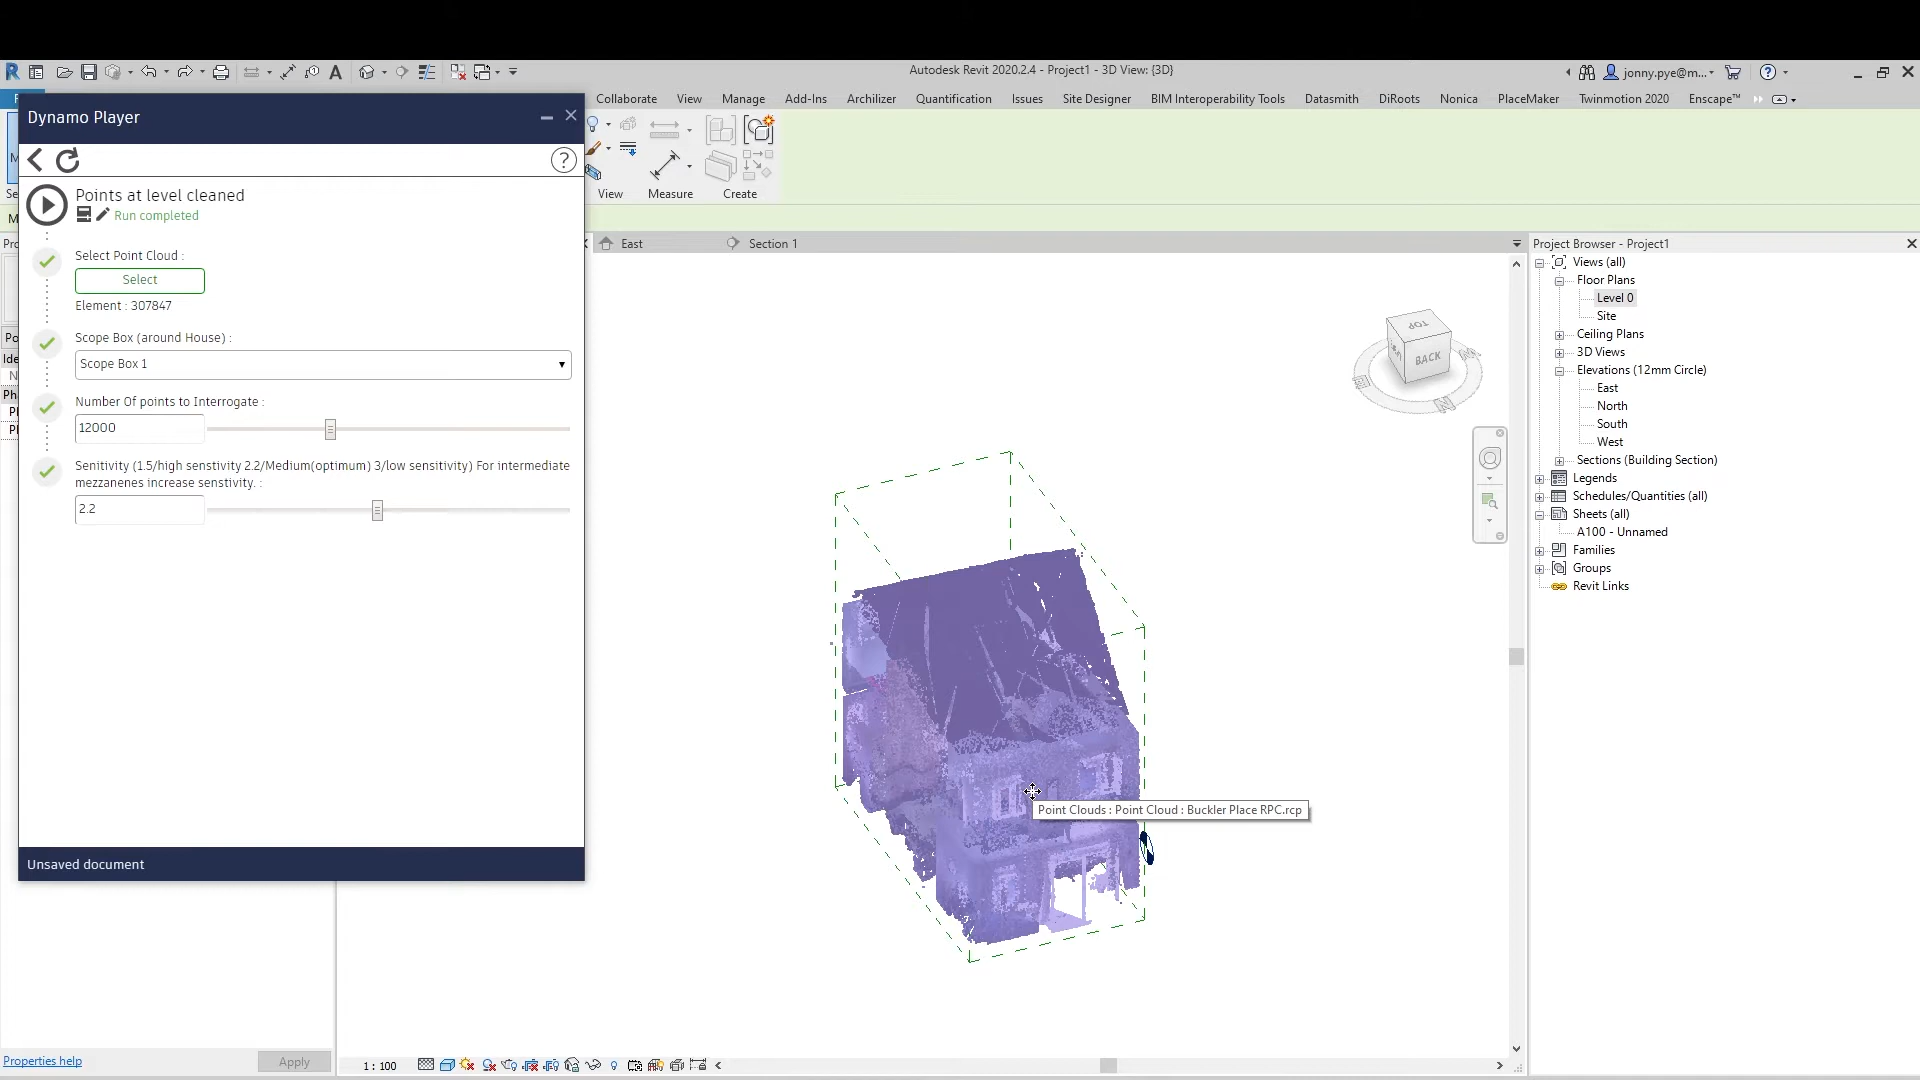 Autodesk Revit 2020.2.4 - Project1 - 3D View: {3D}
jonny.pye@m...
Collaborate View Manage Add-Ins Archilizer Quantification Issues Site Designer BIM Interoperability Tools Datasmith DiRoots Nonica PlaceMaker Twinmotion 2020 Enscape™
View Measure Create
Dynamo Player
Points at level cleaned
Run completed
Select Point Cloud :
Select
Element : 307847
Scope Box (around House) :
Scope Box 1
Number Of points to Interrogate :
12000
Senitivity (1.5/high senstivity 2.2/Medium(optimum) 3/low sensitivity) For intermediate
mezzanenes increase senstivity. :
2.2
Unsaved document
Properties help
Apply
East
Section 1
TOP
BACK
Point Clouds : Point Cloud : Buckler Place RPC.rcp
1 : 100
Project Browser - Project1
Views (all)
Floor Plans
Level 0
Site
Ceiling Plans
3D Views
Elevations (12mm Circle)
East
North
South
West
Sections (Building Section)
Legends
Schedules/Quantities (all)
Sheets (all)
A100 - Unnamed
Families
Groups
Revit Links